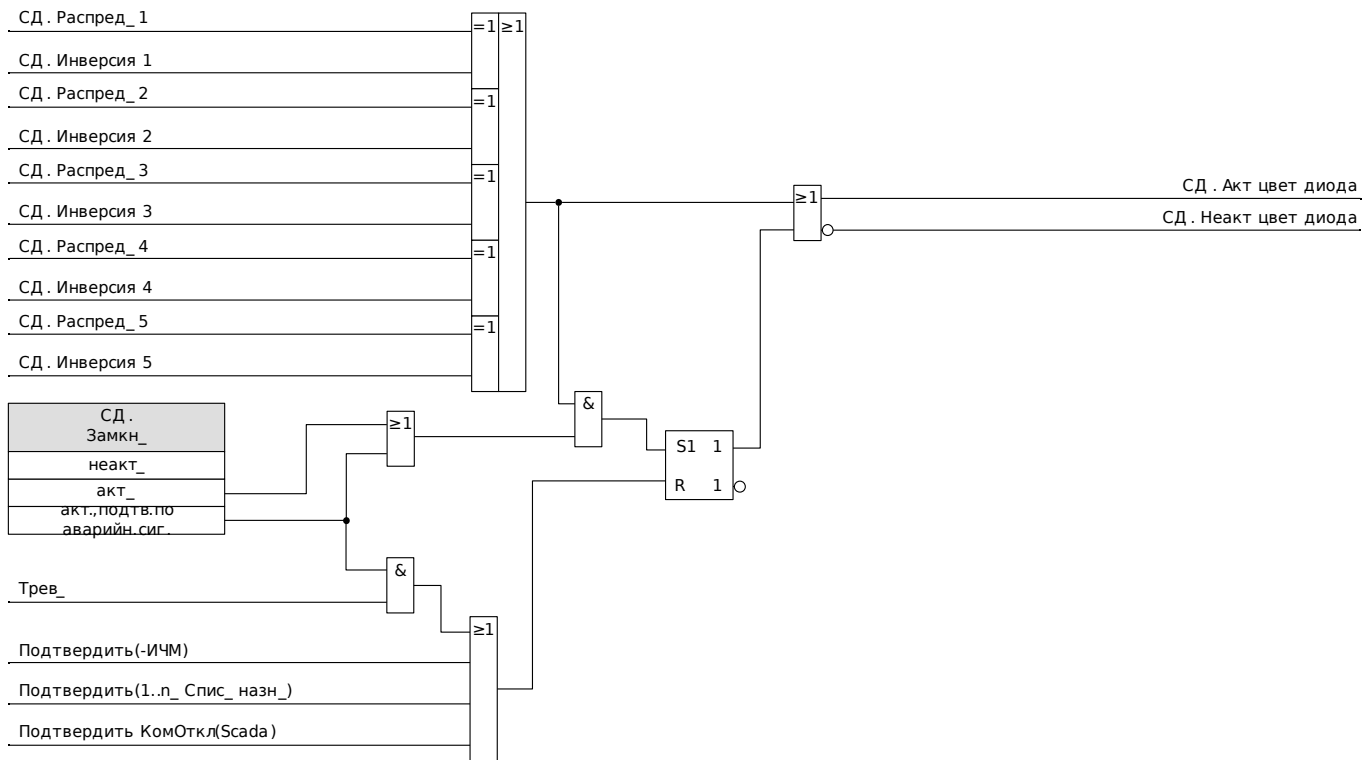 СД. Распред_ 1
=1 ≥1
СД. Инверсия 1
СД. Распред_ 2
=1
СД. Инверсия 2
СД. Распред_ 3
=1
СД. Инверсия 3
СД. Распред_ 4
=1
СД. Инверсия 4
СД. Распред_ 5
=1
СД. Инверсия 5
≥1
СД. Акт цвет диода
СД. Неакт цвет диода
СД.
Замкн_
неакт_
акт_
акт.,подтв.по
аварийн.сиг.
≥1
&
S1 1
R 1
&
Трев_
≥1
Подтвердить(-ИЧМ)
Подтвердить(1..n_ Спис_ назн_)
Подтвердить КомОткл(Scada)